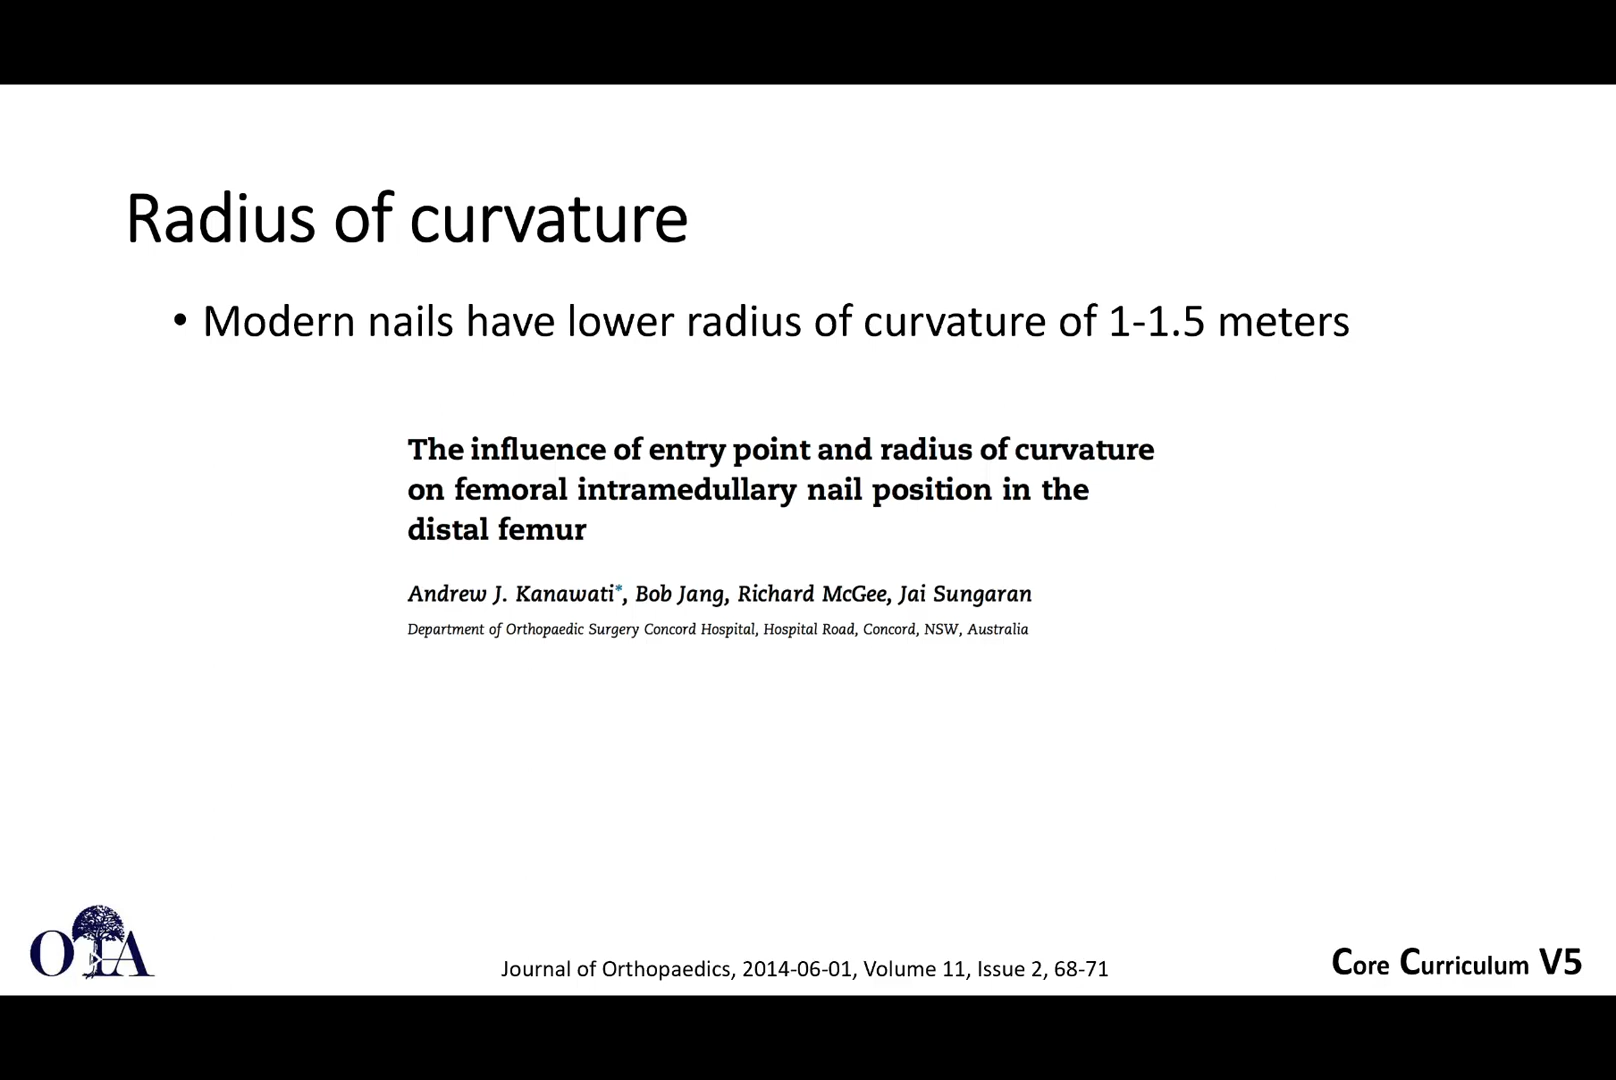 Radius of curvature
• Modern nails have lower radius of curvature of 1-1.5 meters
The influence of entry point and radius of curvature
on femoral intramedullary nail position in the
distal femur
Andrew J. Kanawati*, Bob Jang, Richard McGee, Jai Sungaran
Department of Orthopaedic Surgery Concord Hospital, Hospital Road, Concord, NSW, Australia
OTA
Journal of Orthopaedics, 2014-06-01, Volume 11, Issue 2, 68-71
Core Curriculum V5